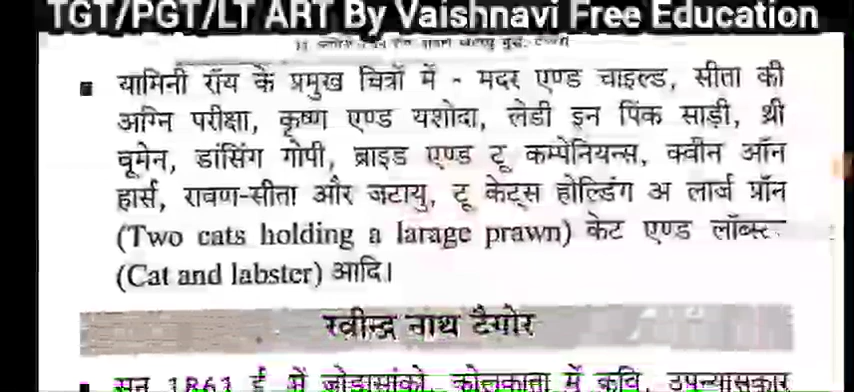 TGT/PGT/LT ART By Vaishnavi Free Education
▪ यामिनी रॉय के प्रमुख चित्रों में - मदर एण्ड चाइल्ड, सीता की
अग्नि परीक्षा, कृष्ण एण्ड यशोदा, लेडी इन पिंक साड़ी, थ्री
वूमेन, डांसिंग गोपी, ब्राइड एण्ड टू कम्पेनियन्स, क्वीन ऑन
हार्स, रावण-सीता और जटायु, टू केट्स होल्डिंग अ लार्ज प्रॉन
(Two cats holding a larage prawn) केट एण्ड लॉब्स्टर
(Cat and labster) आदि।
रवीन्द्र नाथ टैगोर
▪ सन् 1861 ई. में जोड़ासांको, कोलकाता में कवि, उपन्यासकार